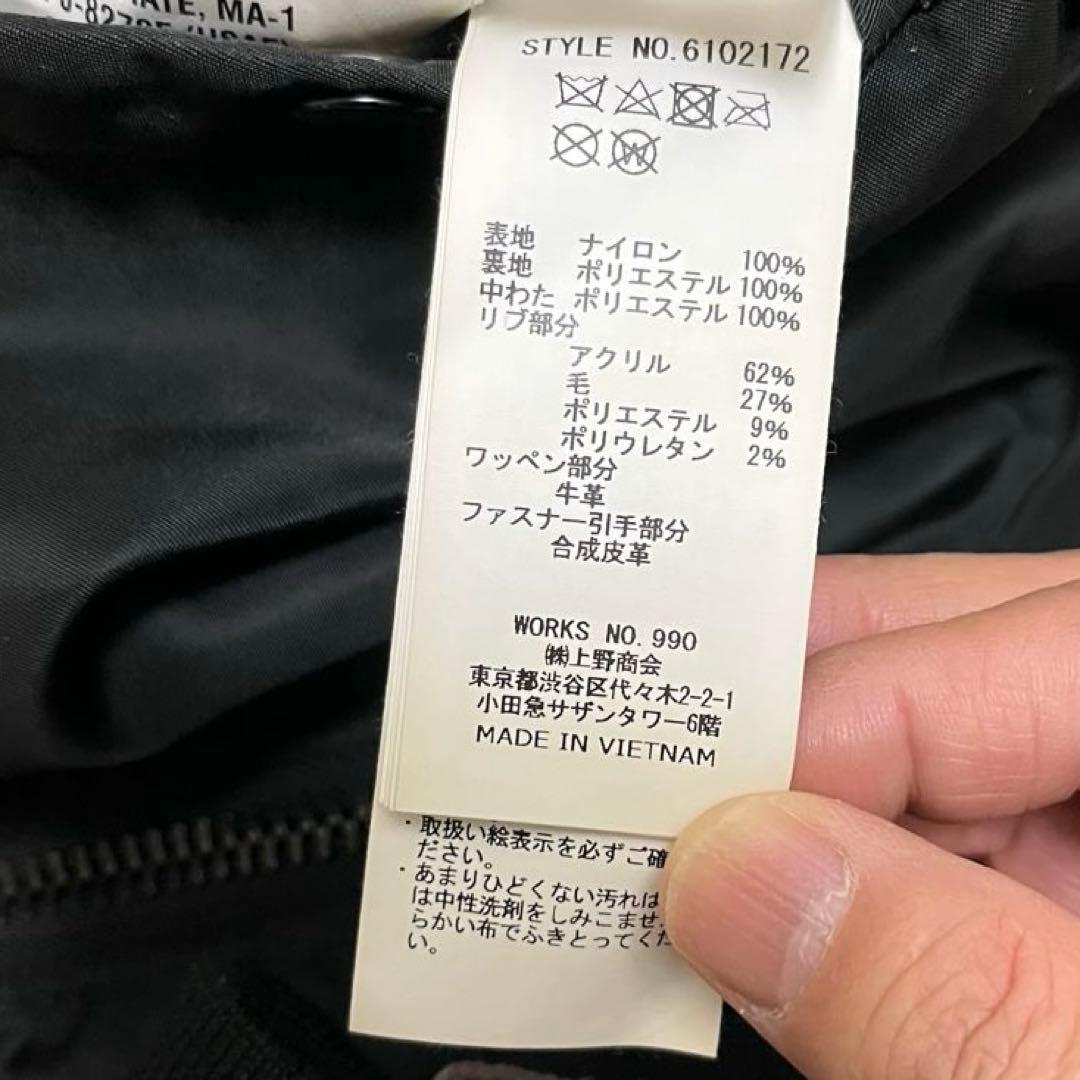 MA-1
STYLE NO.6102172
W
表地 ナイロン 100%
裏地 ポリエステル 100%
中わた ポリエステル 100%
リブ部分
アクリル 62%
毛 27%
ポリエステル 9%
ポリウレタン 2%
ワッペン部分
牛革
ファスナー引手部分
合成皮革
WORKS NO.990
㈱上野商会
東京都渋谷区代々木2-2-1
小田急サザンタワー6階
MADE IN VIETNAM
・取扱い絵表示を必ずご確
ださい。
・あまりひどくない汚れは
は中性洗剤をしみこませ
らかい布でふきとってくだ
い。